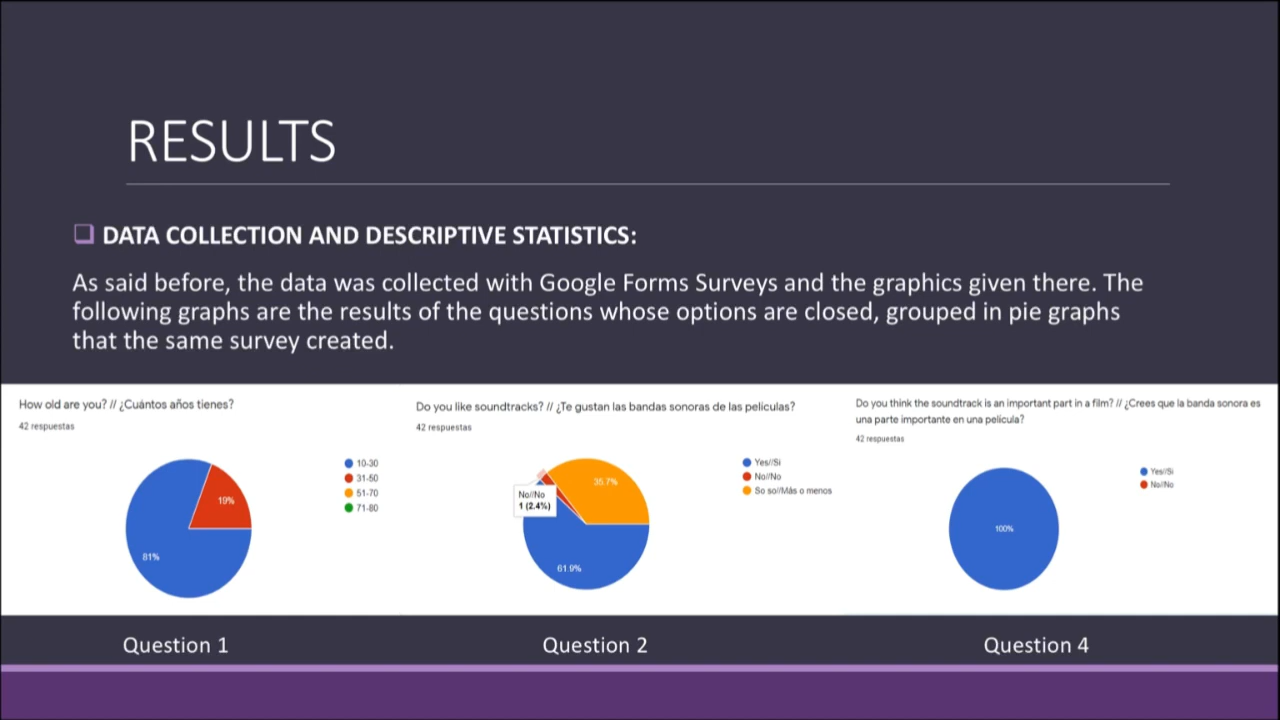 RESULTS
DATA COLLECTION AND DESCRIPTIVE STATISTICS:
As said before, the data was collected with Google Forms Surveys and the graphics given there. The
following graphs are the results of the questions whose options are closed, grouped in pie graphs
that the same survey created.
How old are you? // ¿Cuántos años tienes?
42 respuestas
10-30
31-50
51-70
71-80
19%
81%
Do you like soundtracks? // ¿Te gustan las bandas sonoras de las películas?
42 respuestas
Yes//Si
No//No
So so//Más o menos
35.7%
No//No
1 (2.4%)
61.9%
Do you think the soundtrack is an important part in a film? // ¿Crees que la banda sonora es
una parte importante en una película?
42 respuestas
Yes//Si
No//No
100%
Question 1
Question 2
Question 4